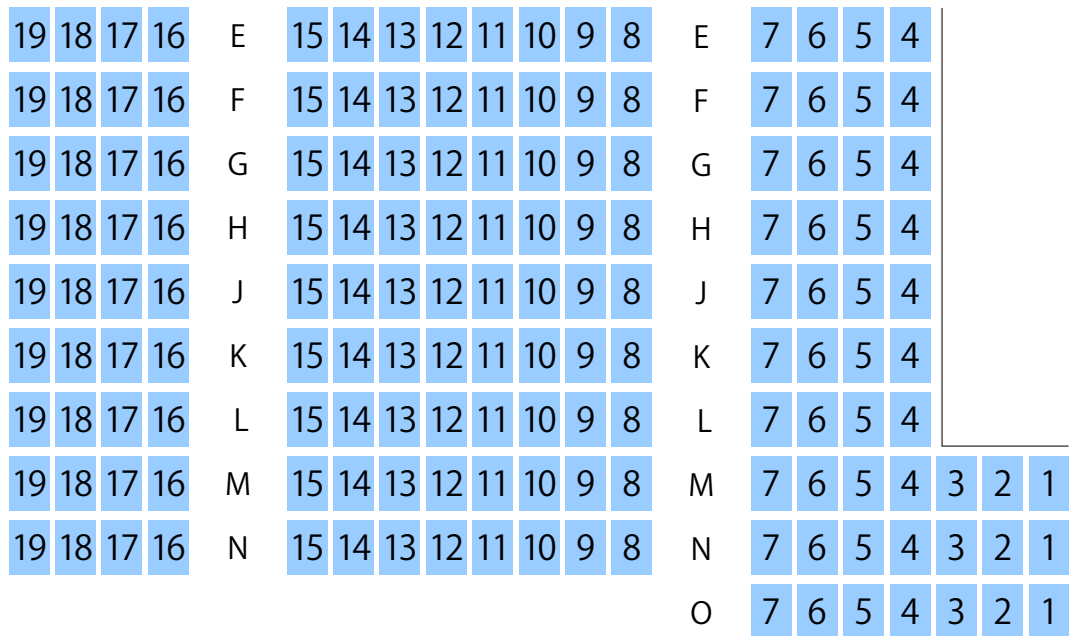 19 18 17 16 E 15 14 13 12 11 10 9 8 E 7 6 5 4
19 18 17 16 F 15 14 13 12 11 10 9 8 F 7 6 5 4
19 18 17 16 G 15 14 13 12 11 10 9 8 G 7 6 5 4
19 18 17 16 H 15 14 13 12 11 10 9 8 H 7 6 5 4
19 18 17 16 J 15 14 13 12 11 10 9 8 J 7 6 5 4
19 18 17 16 K 15 14 13 12 11 10 9 8 K 7 6 5 4
19 18 17 16 L 15 14 13 12 11 10 9 8 L 7 6 5 4
19 18 17 16 M 15 14 13 12 11 10 9 8 M 7 6 5 4 3 2 1
19 18 17 16 N 15 14 13 12 11 10 9 8 N 7 6 5 4 3 2 1
O 7 6 5 4 3 2 1